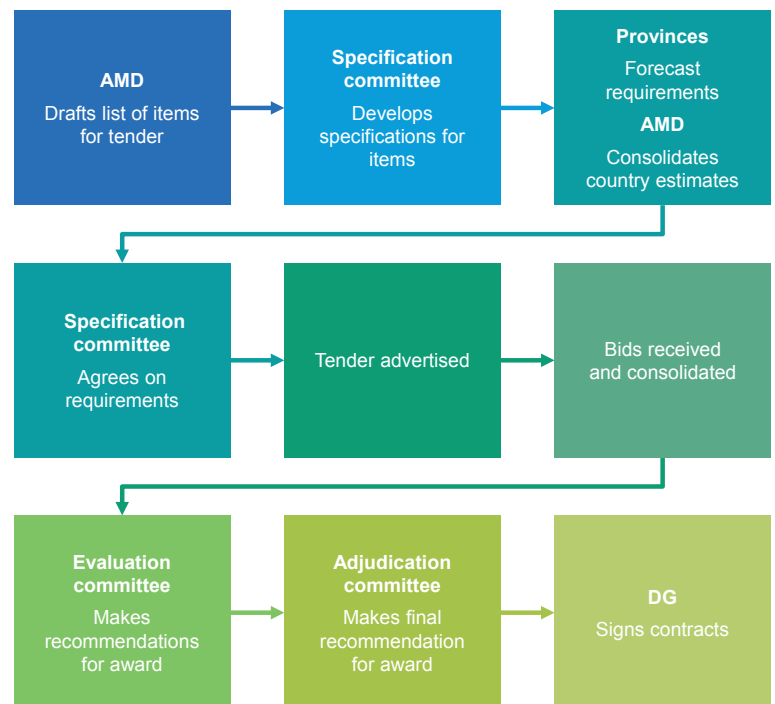 AMD
Drafts list of items
for tender
Specification
committee
Develops
specifications for
items
Provinces
Forecast
requirements
AMD
Consolidates
country estimates
Specification
committee
Agrees on
requirements
Tender advertised
Bids received
and consolidated
Evaluation
committee
Makes
recommendations
for award
Adjudication
committee
Makes final
recommendation
for award
DG
Signs contracts